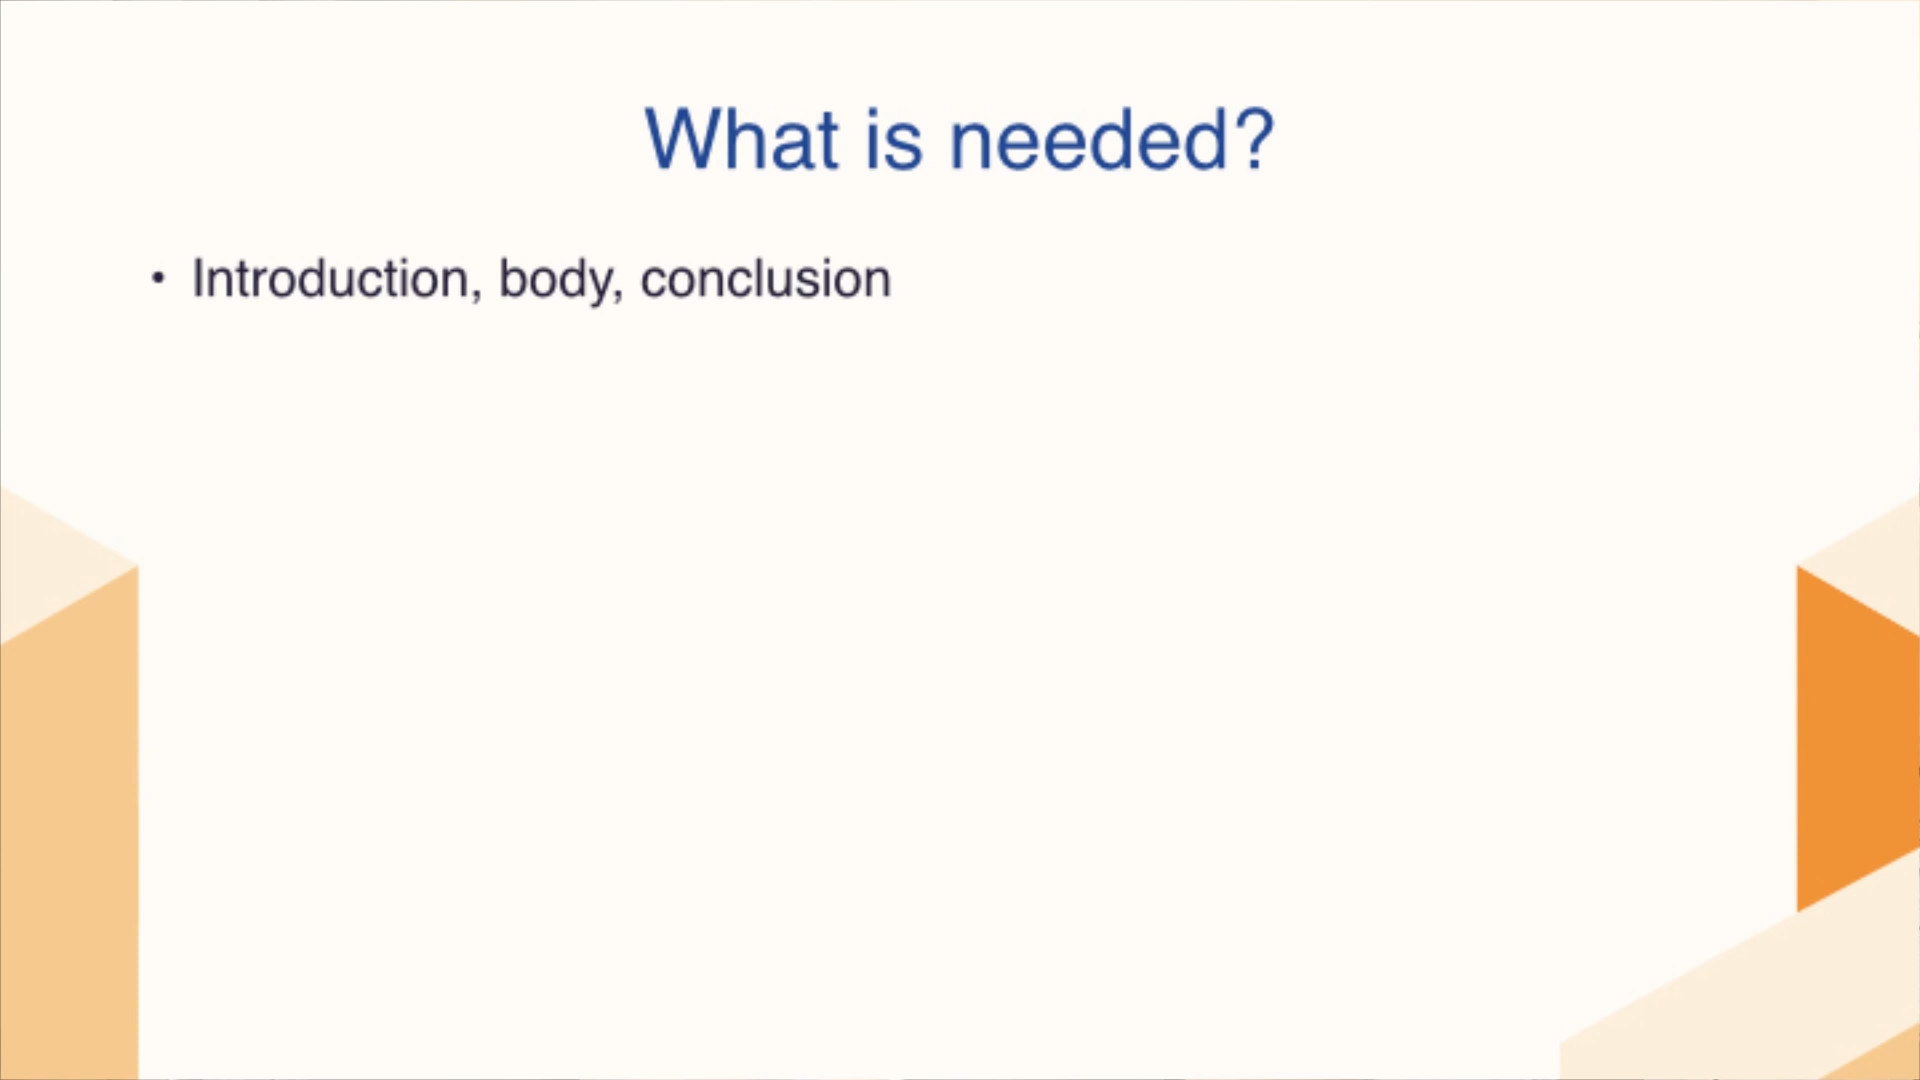 What is needed?
• Introduction, body, conclusion